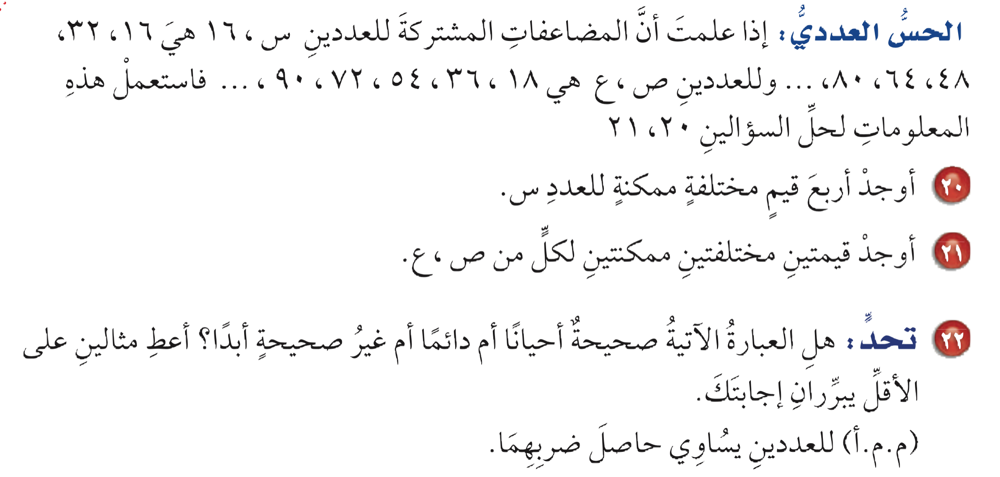 الحسُّ العدديُّ: إذا علمتَ أنَّ المضاعفاتِ المشتركةَ للعددينِ س ، ١٦ هيَ ١٦، ٣٢،
٤٨، ٦٤، ٨٠، ... وللعددينِ ص ،ع هي ١٨ ، ٣٦، ٥٤ ، ٧٢ ، ٩٠ ، ... فاستعملْ هذهِ
المعلوماتِ لحلِّ السؤالينِ ٢٠، ٢١
٢٠ أوجدْ أربعَ قيمٍ مختلفةٍ ممكنةٍ للعددِ س.
٢١ أوجدْ قيمتينِ مختلفتينِ ممكنتينِ لكلٍّ من ص ،ع.
٢٢ تحدٍّ: هلِ العبارةُ الآتيةُ صحيحةٌ أحيانًا أم دائمًا أم غيرُ صحيحةٍ أبدًا؟ أعطِ مثالينِ على
الأقلِّ يبرِّرانِ إجابتَكَ.
(م.م.أ) للعددينِ يسُاوِي حاصلَ ضربِهِمَا.